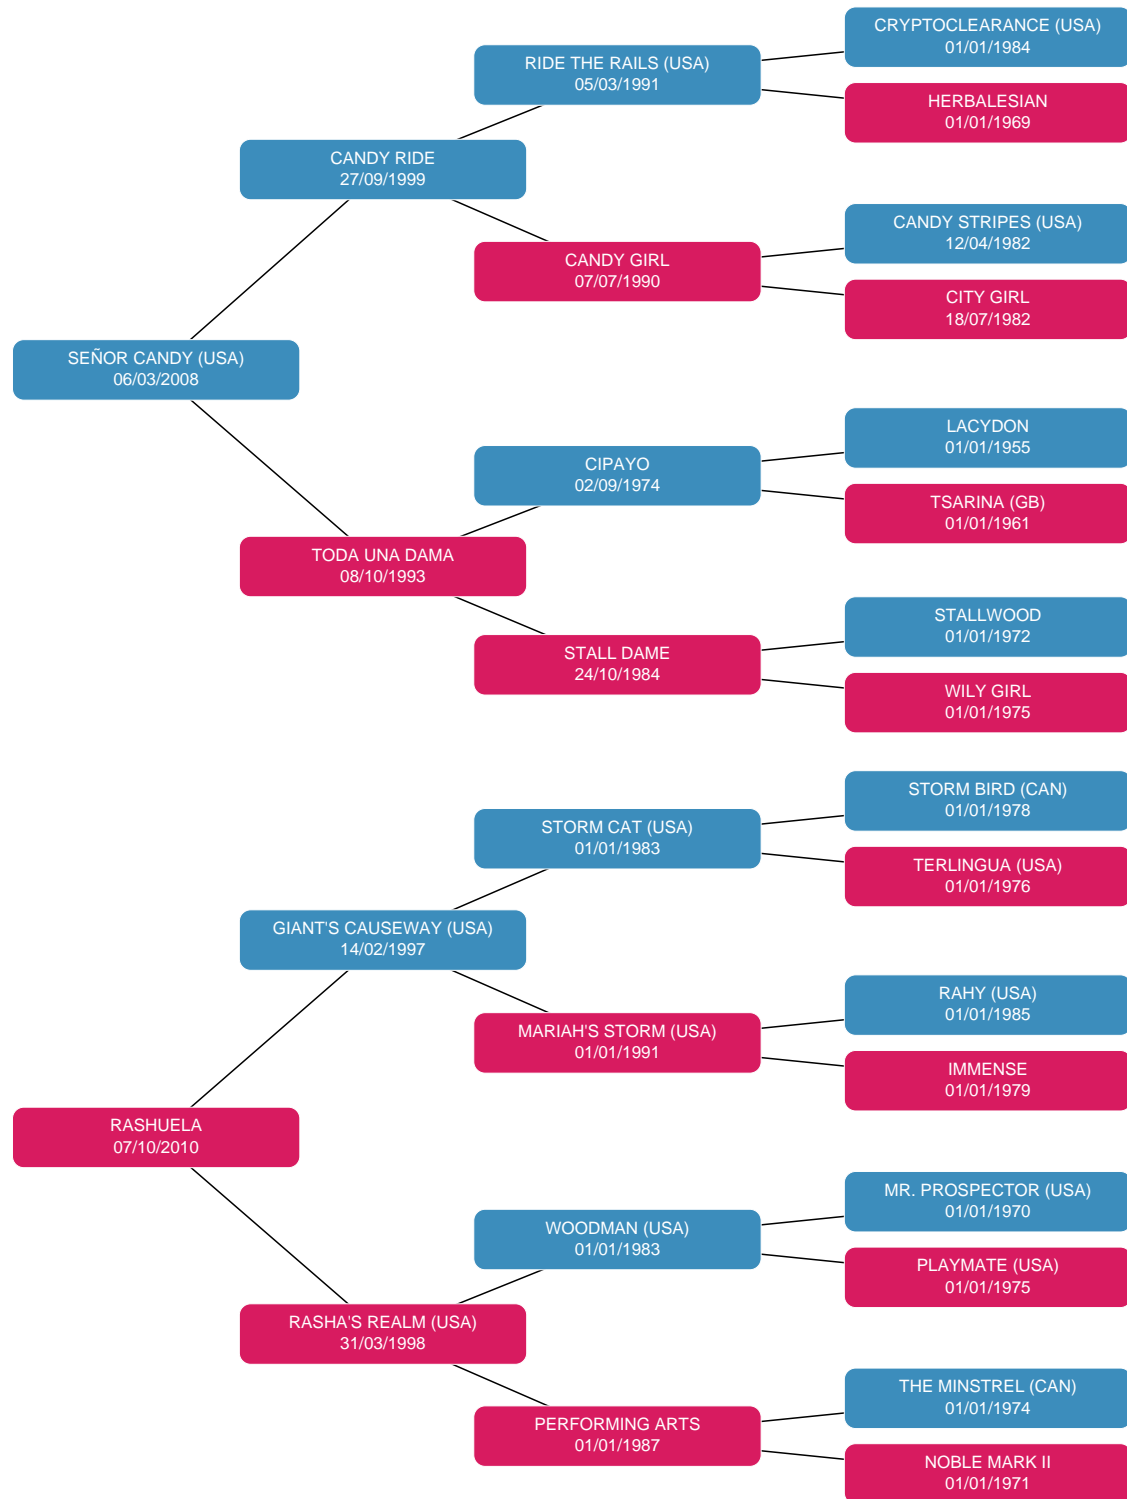 CRYPTOCLEARANCE (USA)
01/01/1984
RIDE THE RAILS (USA)
05/03/1991
HERBALESIAN
01/01/1969
CANDY RIDE
27/09/1999
CANDY STRIPES (USA)
12/04/1982
CANDY GIRL
07/07/1990
CITY GIRL
18/07/1982
SEÑOR CANDY (USA)
06/03/2008
LACYDON
01/01/1955
CIPAYO
02/09/1974
TSARINA (GB)
01/01/1961
TODA UNA DAMA
08/10/1993
STALLWOOD
01/01/1972
STALL DAME
24/10/1984
WILY GIRL
01/01/1975
STORM BIRD (CAN)
01/01/1978
STORM CAT (USA)
01/01/1983
TERLINGUA (USA)
01/01/1976
GIANT'S CAUSEWAY (USA)
14/02/1997
RAHY (USA)
01/01/1985
MARIAH'S STORM (USA)
01/01/1991
IMMENSE
01/01/1979
RASHUELA
07/10/2010
MR. PROSPECTOR (USA)
01/01/1970
WOODMAN (USA)
01/01/1983
PLAYMATE (USA)
01/01/1975
RASHA'S REALM (USA)
31/03/1998
THE MINSTREL (CAN)
01/01/1974
PERFORMING ARTS
01/01/1987
NOBLE MARK II
01/01/1971